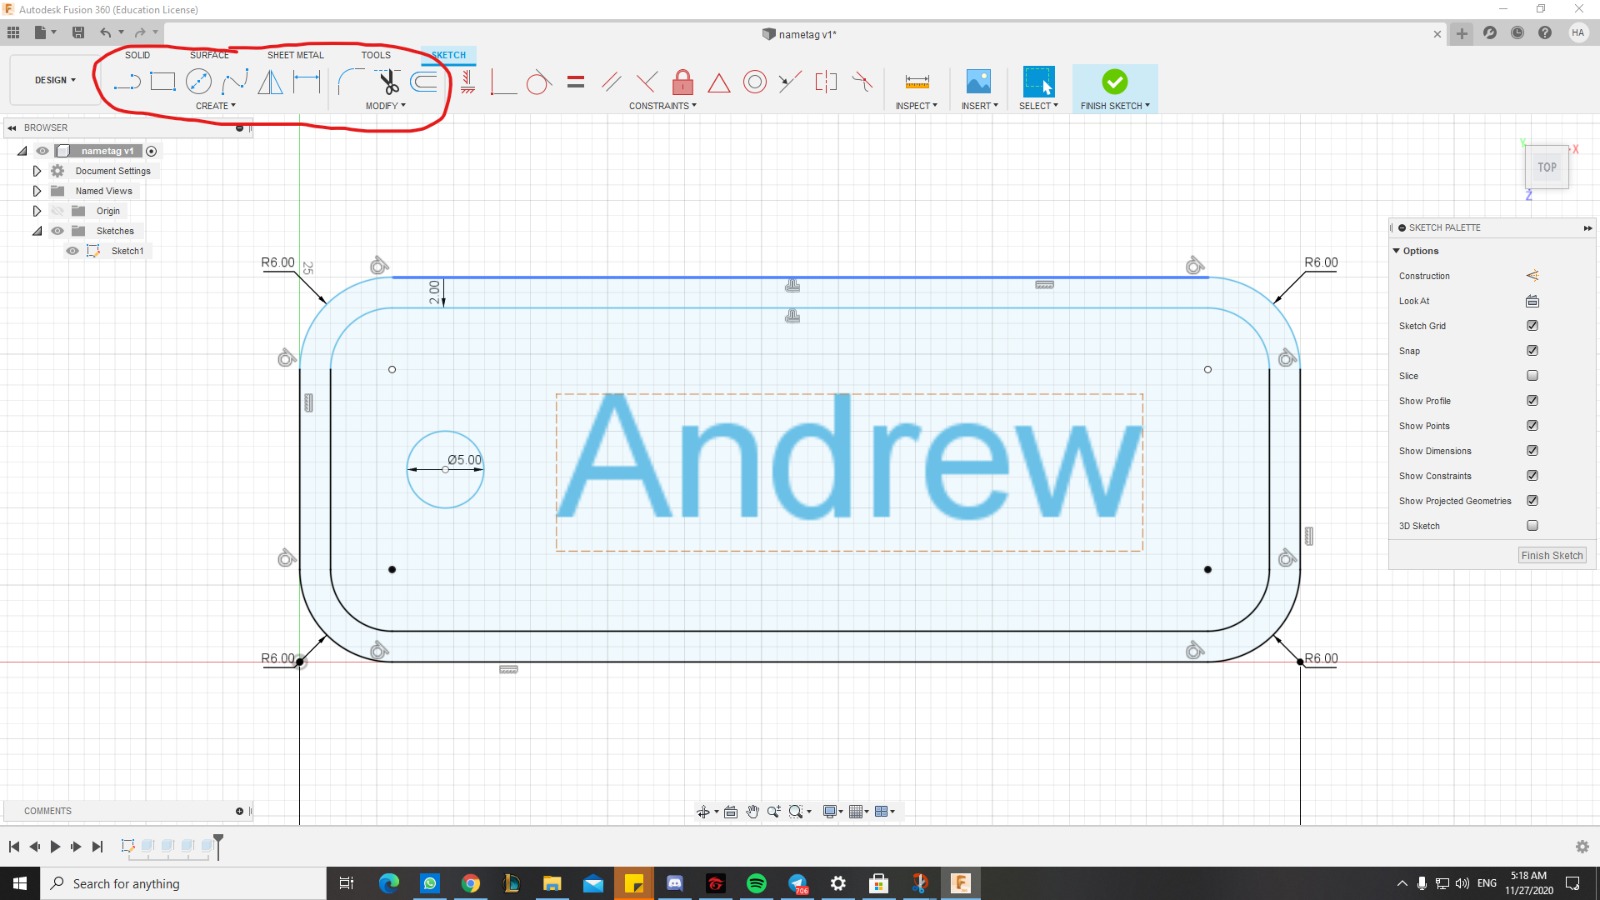 Autodesk Fusion 360 (Education License)
nametag v1*
HA
SOLID SURFACE SHEET METAL TOOLS SKETCH
DESIGN
CREATE MODIFY CONSTRAINTS INSPECT INSERT SELECT FINISH SKETCH
BROWSER
nametag v1
Document Settings
Named Views
Origin
Sketches
Sketch1
TOP
Y
X
Z
SKETCH PALETTE
Options
Construction
Look At
Sketch Grid
Snap
Slice
Show Profile
Show Points
Show Dimensions
Show Constraints
Show Projected Geometries
3D Sketch
Finish Sketch
R6.00
25
R6.00
2.00
Ø5.00
Andrew
R6.00
R6.00
COMMENTS
Search for anything
706
ENG
5:18 AM
11/27/2020